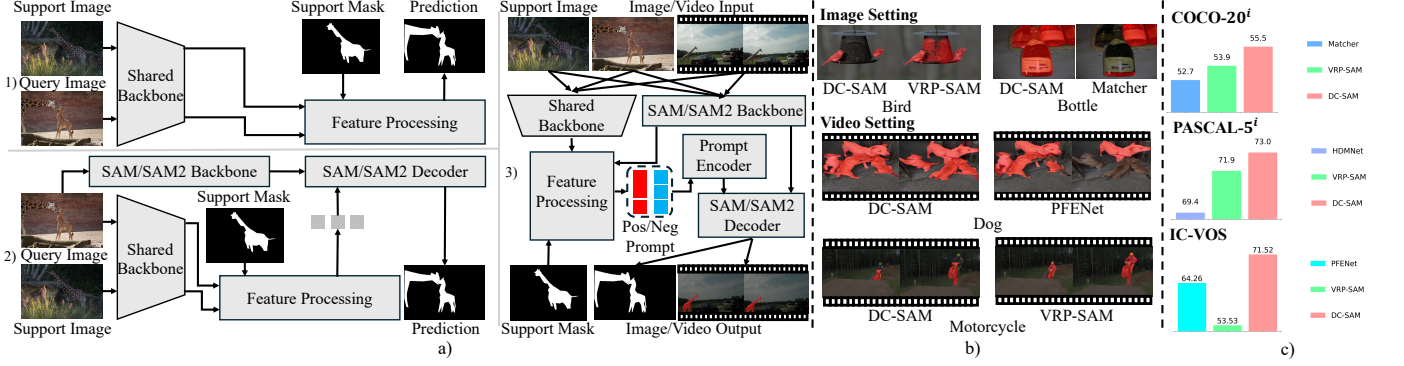 Support Image
Support Mask
Prediction
1)
Query Image
Shared
Backbone
Feature Processing
SAM/SAM2 Backbone
SAM/SAM2 Decoder
Support Mask
2)
Query Image
Shared
Backbone
Feature Processing
Support Image
Prediction
a)
Support Image
Image/Video Input
Shared
Backbone
SAM/SAM2 Backbone
3)
Feature
Processing
Prompt
Encoder
Pos/Neg
Prompt
SAM/SAM2
Decoder
Support Mask
Image/Video Output
Image Setting
DC-SAM
VRP-SAM
DC-SAM
Matcher
Bird
Bottle
Video Setting
DC-SAM
PFENet
Dog
DC-SAM
VRP-SAM
Motorcycle
b)
COCO-20i
52.7
53.9
55.5
Matcher
VRP-SAM
DC-SAM
PASCAL-5i
69.4
71.9
73.0
HDMNet
VRP-SAM
DC-SAM
IC-VOS
64.26
53.53
71.52
PFENet
VRP-SAM
DC-SAM
c)